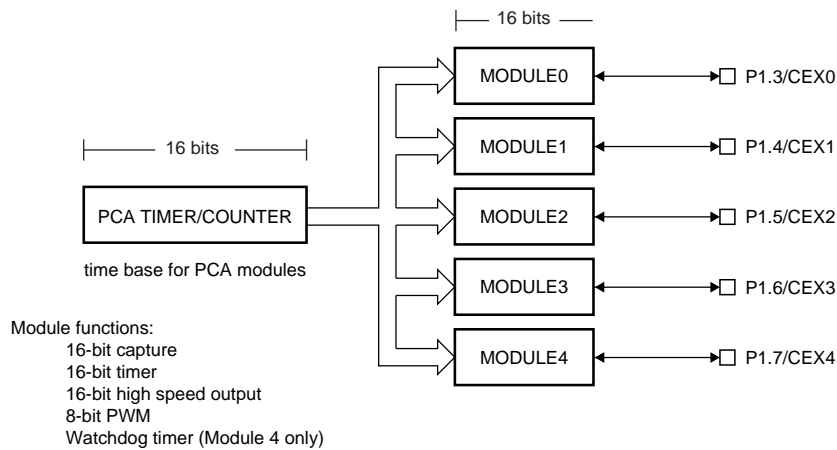 16 bits
MODULE0
P1.3/CEX0
MODULE1
P1.4/CEX1
16 bits
PCA TIMER/COUNTER
MODULE2
P1.5/CEX2
time base for PCA modules
MODULE3
P1.6/CEX3
Module functions:
16-bit capture
16-bit timer
16-bit high speed output
8-bit PWM
Watchdog timer (Module 4 only)
MODULE4
P1.7/CEX4